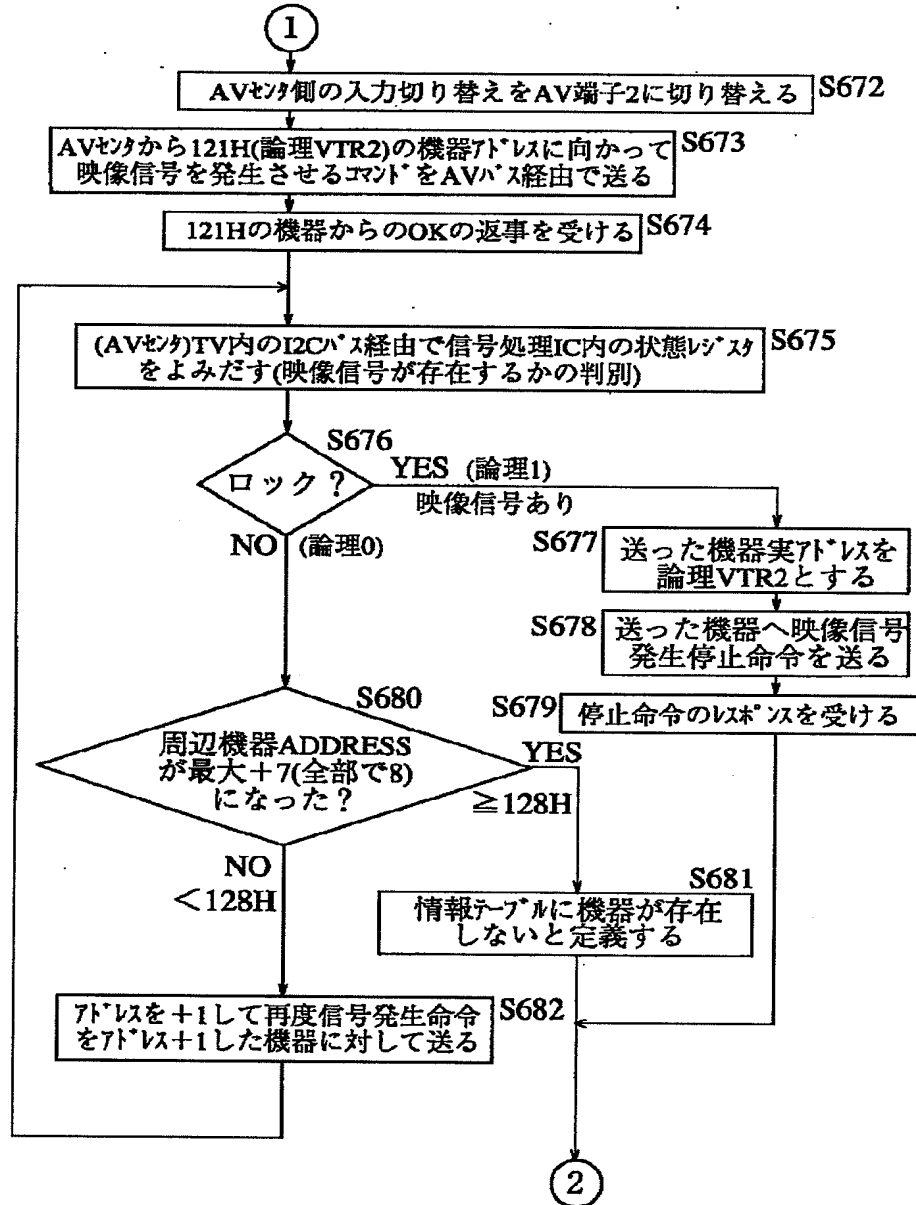 1
AVセンタ側の入力切り替えをAV端子2に切り替える
S672
AVセンタから121H(論理VTR2)の機器アドレスに向かって
映像信号を発生させるコマンドをAVバス経由で送る
S673
121Hの機器からのOKの返事を受ける
S674
(AVセンタ)TV内のI2Cバス経由で信号処理IC内の状態レジスタ
をよみだす(映像信号が存在するかの判別)
S675
S676
ロック?
YES (論理1)
映像信号あり
NO (論理0)
S677
送った機器実アドレスを
論理VTR2とする
S678
送った機器へ映像信号
発生停止命令を送る
S679
停止命令のレスポンスを受ける
S680
周辺機器ADDRESS
が最大+7(全部で8)
になった?
YES
≧128H
NO
<128H
S681
情報テーブルに機器が存在
しないと定義する
アドレスを+1して再度信号発生命令
をアドレス+1した機器に対して送る
S682
2